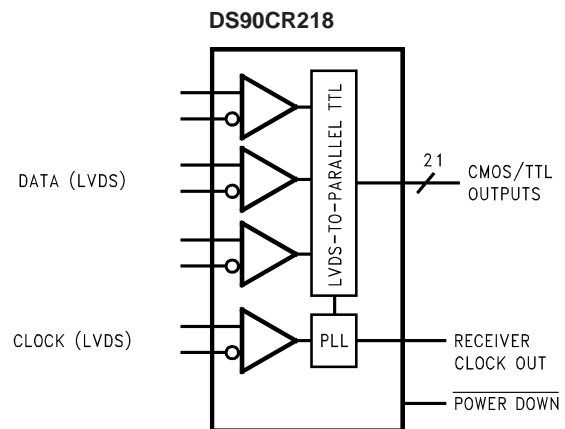 DS90CR218
DATA (LVDS)
LVDS-TO-PARALLEL TTL
21
CMOS/TTL
OUTPUTS
CLOCK (LVDS)
PLL
RECEIVER
CLOCK OUT
POWER DOWN